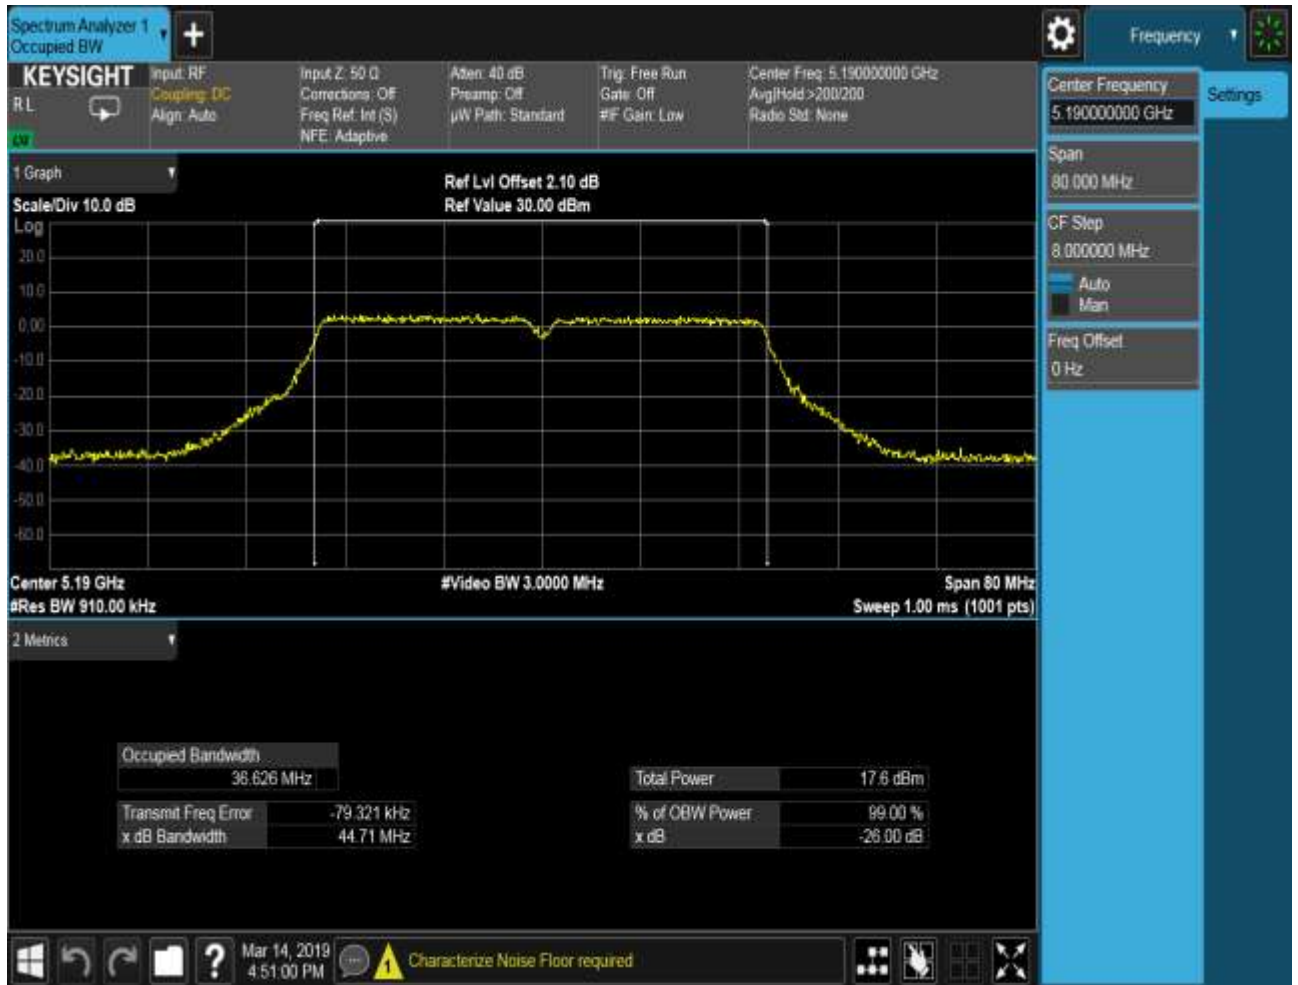 Spectrum Analyzer 1
Occupied BW
Frequency
KEYSIGHT
R L
Input: RF
Coupling: DC
Align: Auto
Input Z: 50 Ω
Corrections: Off
Freq Ref: Int (S)
NFE: Adaptive
Atten: 40 dB
Preamp: Off
µW Path: Standard
Trig: Free Run
Gate: Off
#IF Gain: Low
Center Freq: 5.190000000 GHz
Avg|Hold:>200/200
Radio Std: None
Center Frequency
5.190000000 GHz
Settings
Span
80.000 MHz
CF Step
8.000000 MHz
Auto
Man
Freq Offset
0 Hz
1 Graph
Ref Lvl Offset 2.10 dB
Scale/Div 10.0 dB
Ref Value 30.00 dBm
Log
20.0
10.0
0.00
-10.0
-20.0
-30.0
-40.0
-50.0
-60.0
Center 5.19 GHz
#Video BW 3.0000 MHz
Span 80 MHz
#Res BW 910.00 kHz
Sweep 1.00 ms (1001 pts)
2 Metrics
Occupied Bandwidth
36.626 MHz
Total Power 17.6 dBm
Transmit Freq Error -79.321 kHz
% of OBW Power 99.00 %
x dB Bandwidth 44.71 MHz
x dB -26.00 dB
?
Mar 14, 2019
4:51:00 PM
1
Characterize Noise Floor required